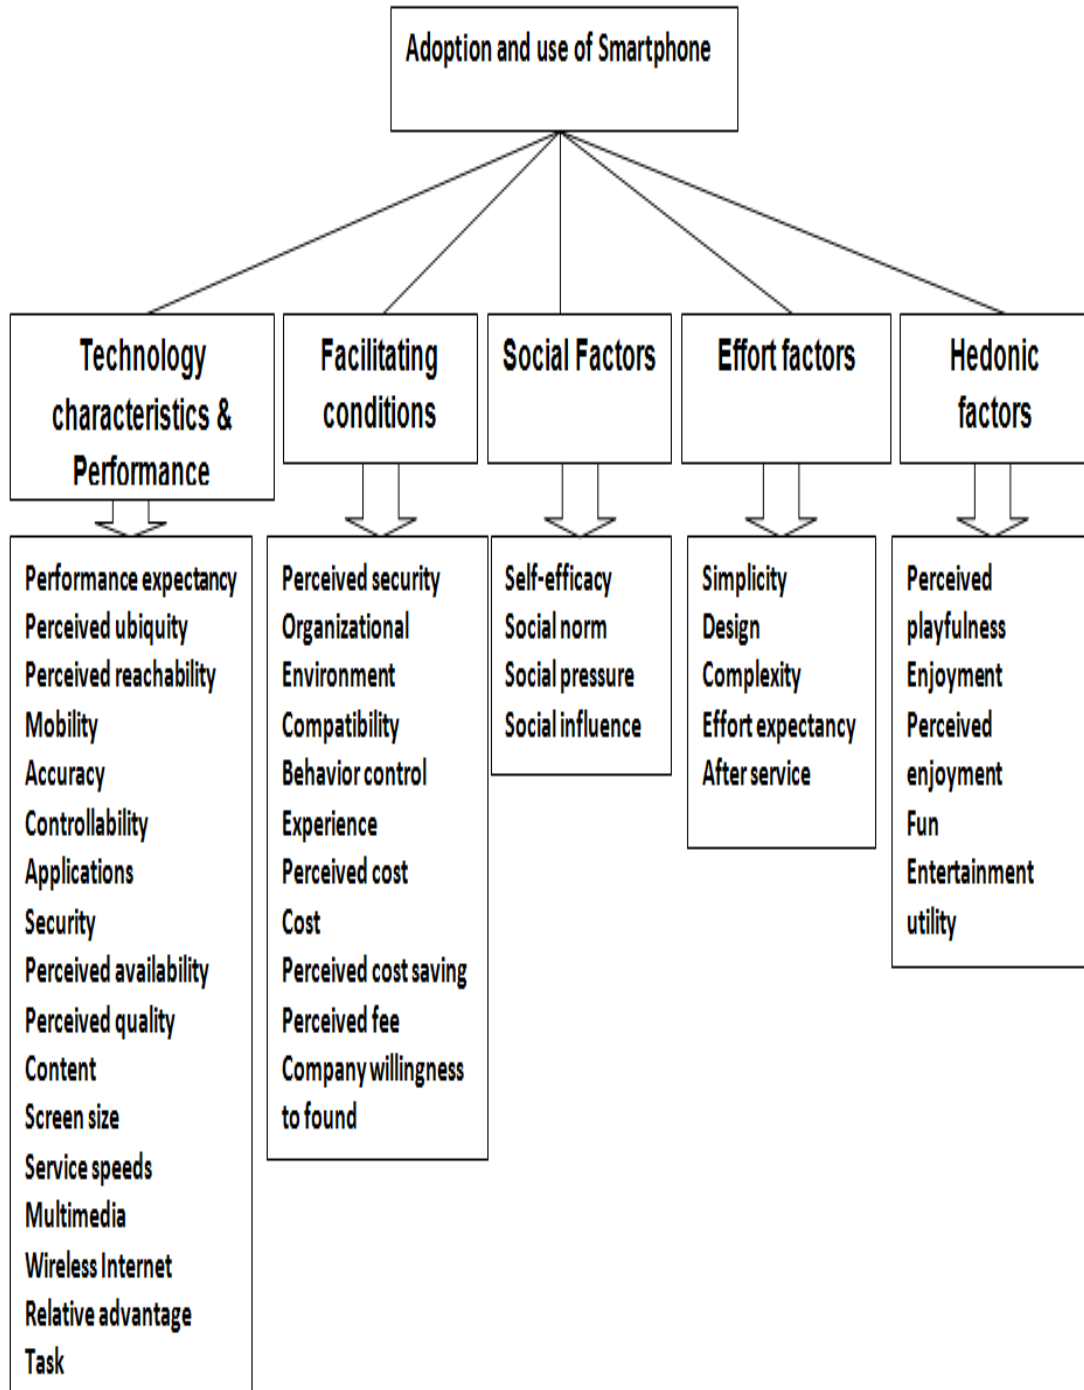 Adoption and use of Smartphone
Technology
characteristics &
Performance
Facilitating
conditions
Social Factors
Effort factors
Hedonic
factors
Performance expectancy
Perceived ubiquity
Perceived reachability
Mobility
Accuracy
Controllability
Applications
Security
Perceived availability
Perceived quality
Content
Screen size
Service speeds
Multimedia
Wireless Internet
Relative advantage
Task
Perceived security
Organizational
Environment
Compatibility
Behavior control
Experience
Perceived cost
Cost
Perceived cost saving
Perceived fee
Company willingness
to found
Self-efficacy
Social norm
Social pressure
Social influence
Simplicity
Design
Complexity
Effort expectancy
After service
Perceived
playfulness
Enjoyment
Perceived
enjoyment
Fun
Entertainment
utility